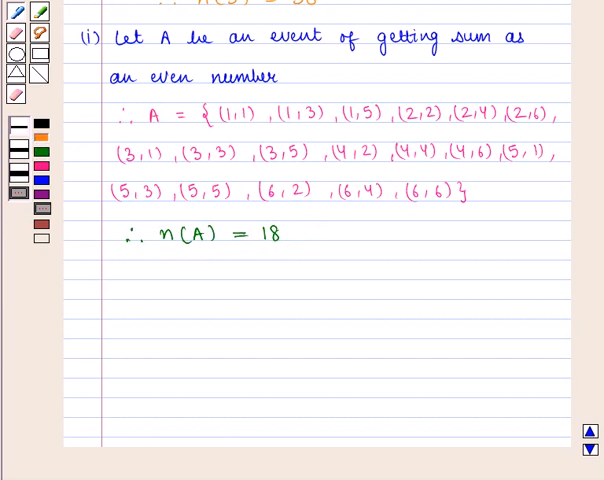 ∴ n(S) = 36
(i) Let A be an event of getting sum as
an even number
∴ A = {(1,1), (1,3), (1,5), (2,2), (2,4), (2,6),
(3,1), (3,3), (3,5), (4,2), (4,4), (4,6), (5,1),
(5,3), (5,5), (6,2), (6,4), (6,6)}
∴ n(A) = 18